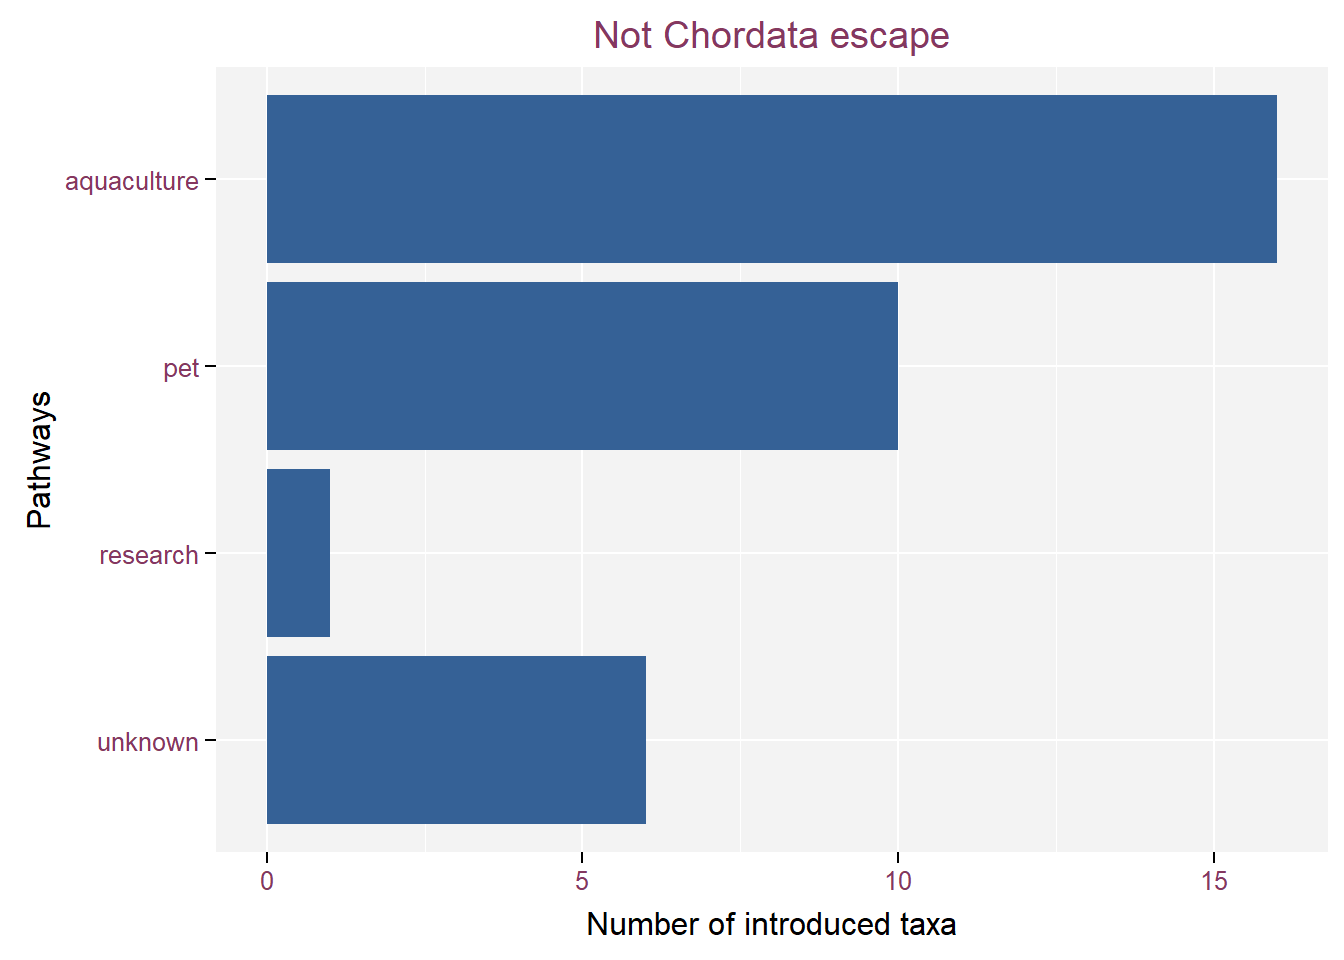 Not Chordata escape
aquaculture
pet
research
unknown
Pathways
0 5 10 15
Number of introduced taxa